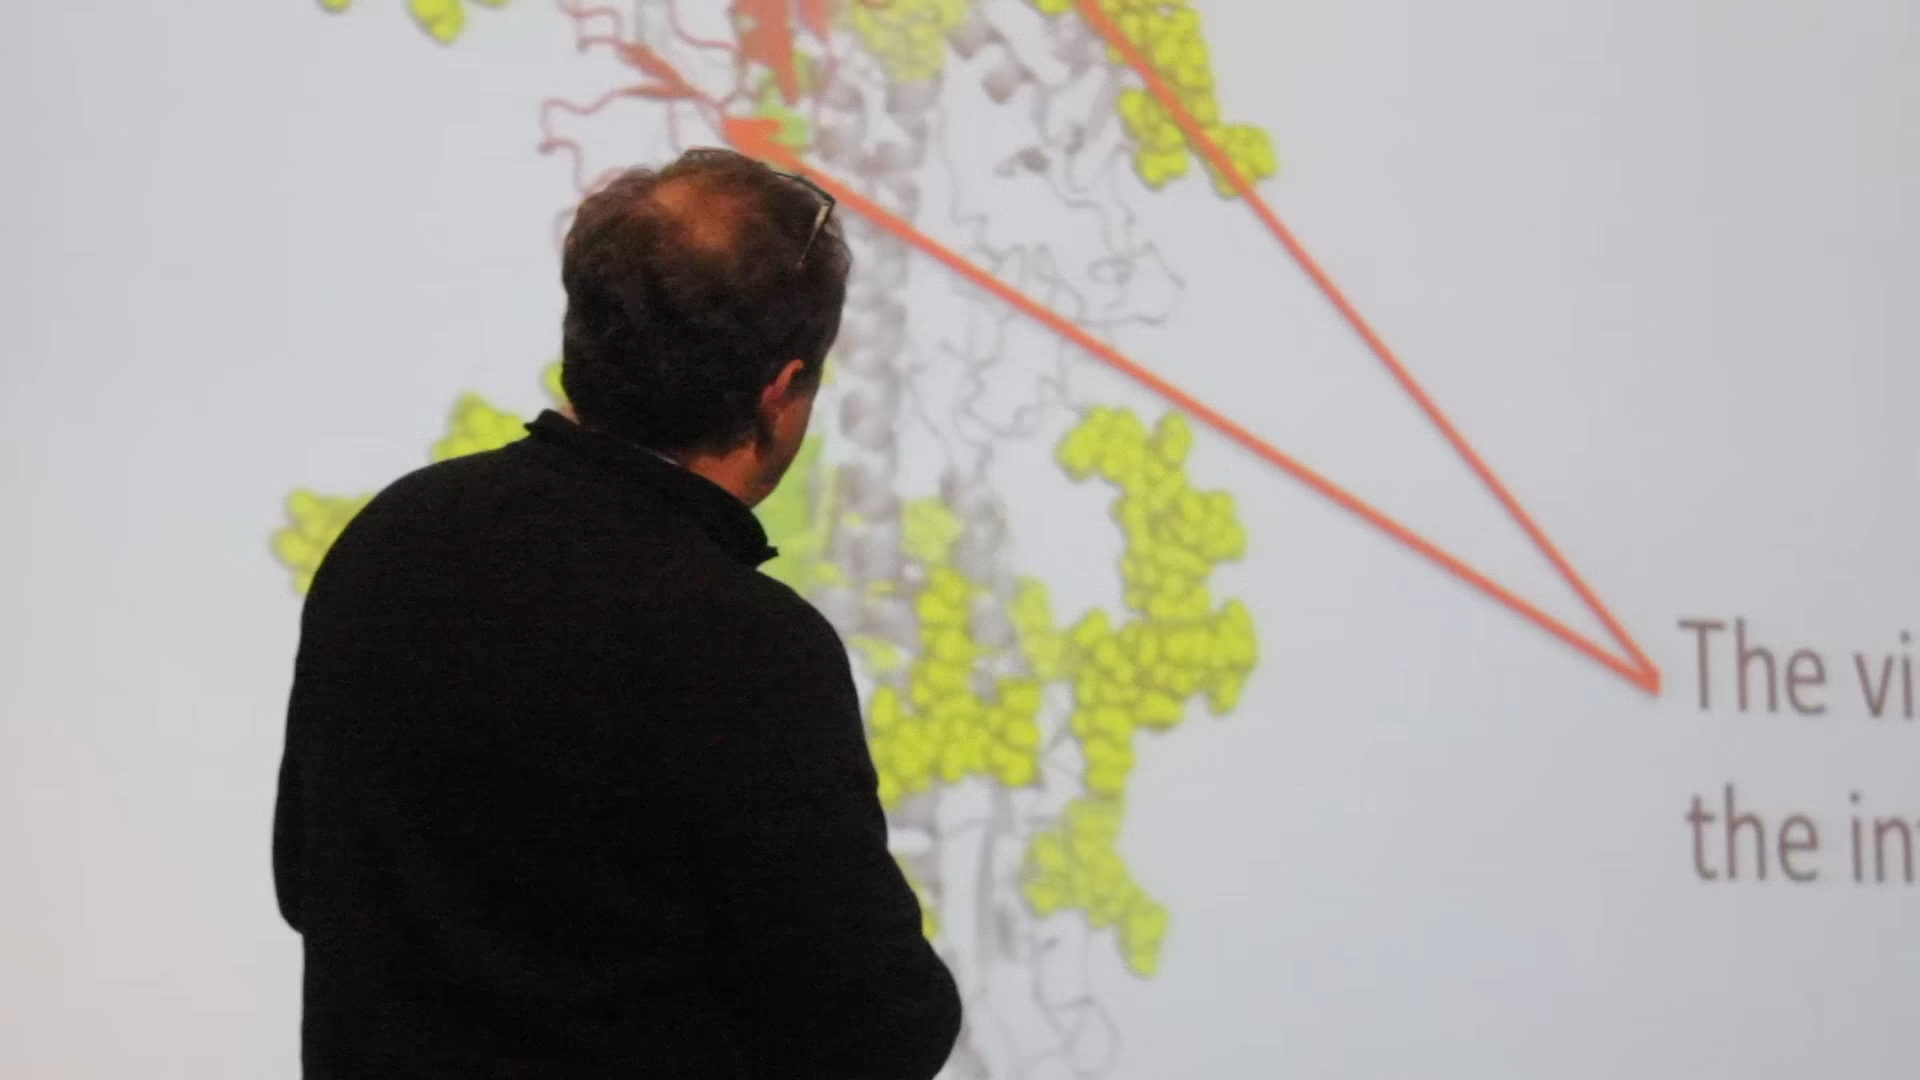 The vi
the in